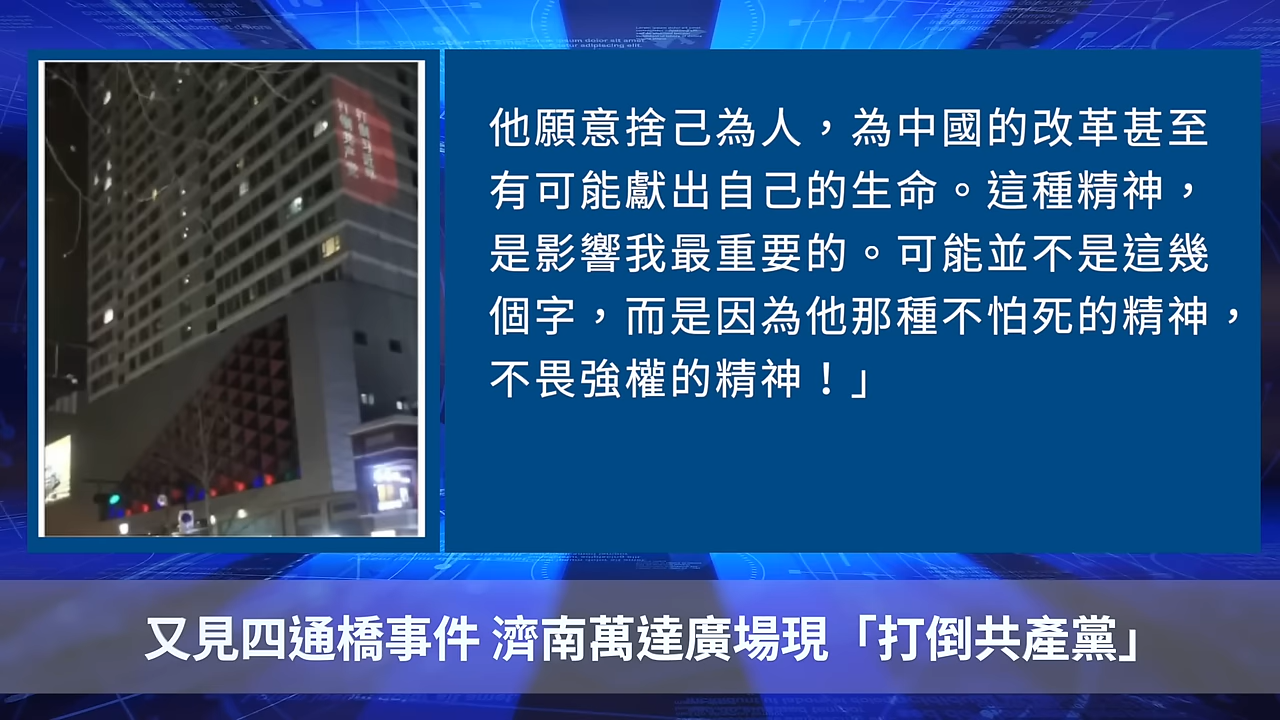 他願意捨己為人，為中國的改革甚至
有可能獻出自己的生命。這種精神，
是影響我最重要的。可能並不是這幾
個字，而是因為他那種不怕死的精神，
不畏強權的精神！」
又見四通橋事件 濟南萬達廣場現「打倒共產黨」